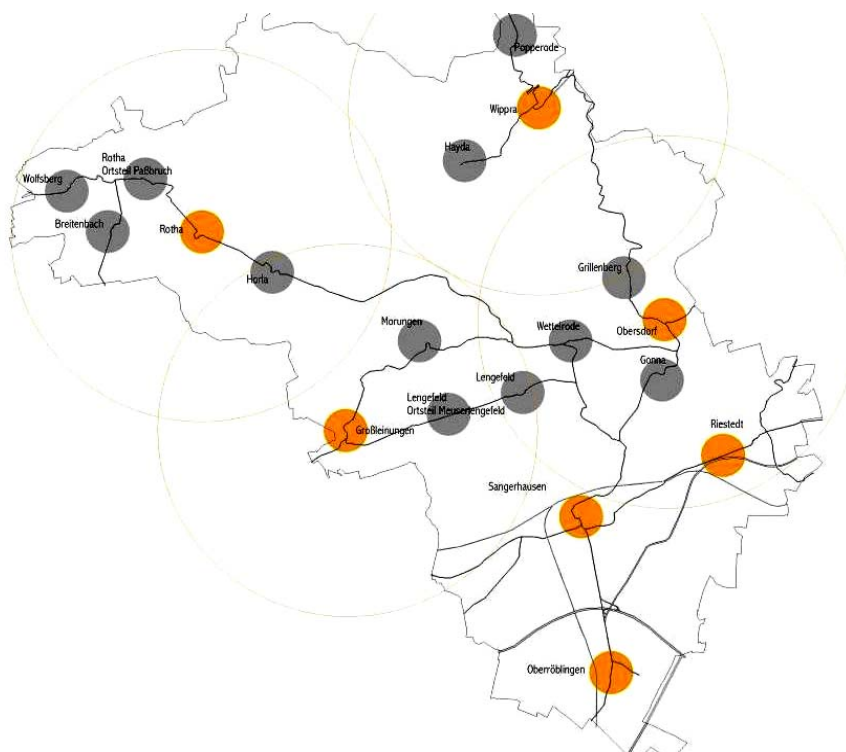 Popperode
Wippra
Hayda
Rotha
Ortsteil Paßbruch
Wolfsberg
Breitenbach
Rotha
Horla
Grillenberg
Obersdorf
Morungen
Wettelrode
Gonna
Lengefeld
Lengefeld
Ortsteil Meuserlengefeld
Großleinungen
Riestedt
Sangerhausen
Oberröblingen